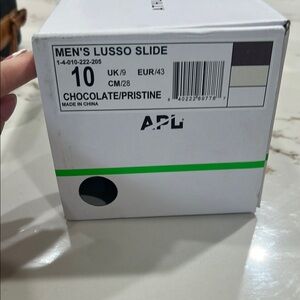 MEN'S LUSSO SLIDE
1-4-010-222-205
10 UK/9 EUR/43
CM/28
CHOCOLATE/PRISTINE
MADE IN CHINA
APL